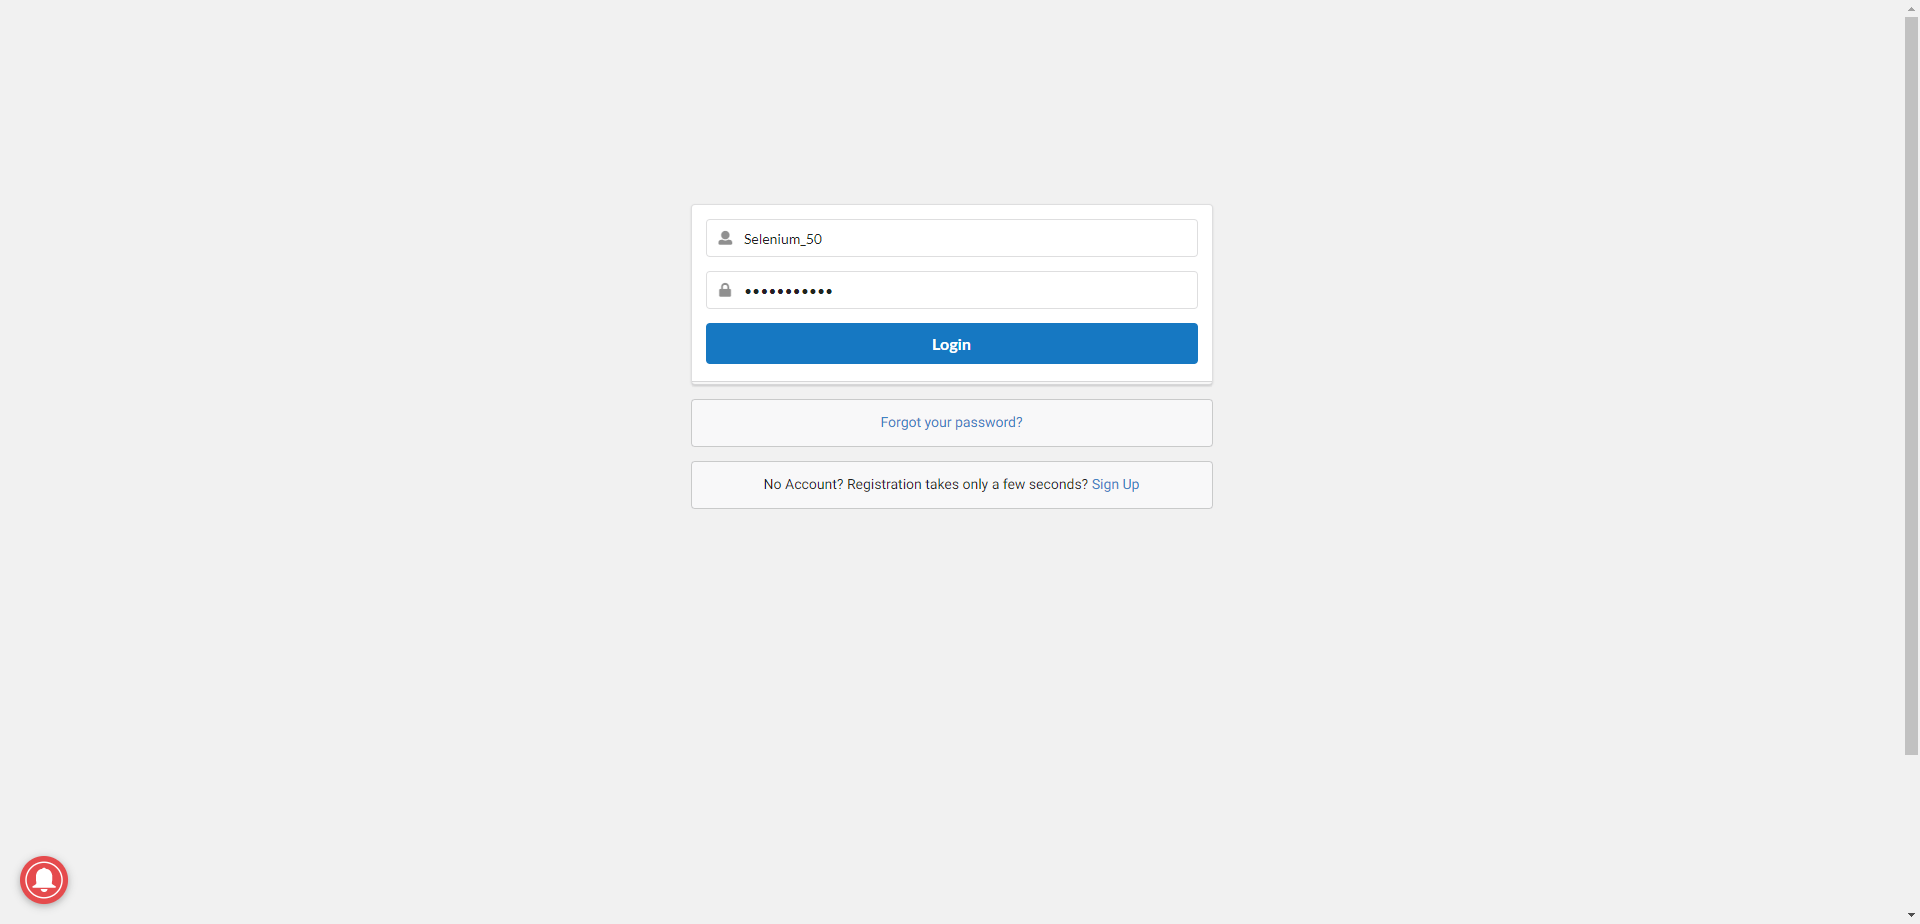 Selenium_50
•••••••••••
Login
Forgot your password?
No Account? Registration takes only a few seconds? Sign Up